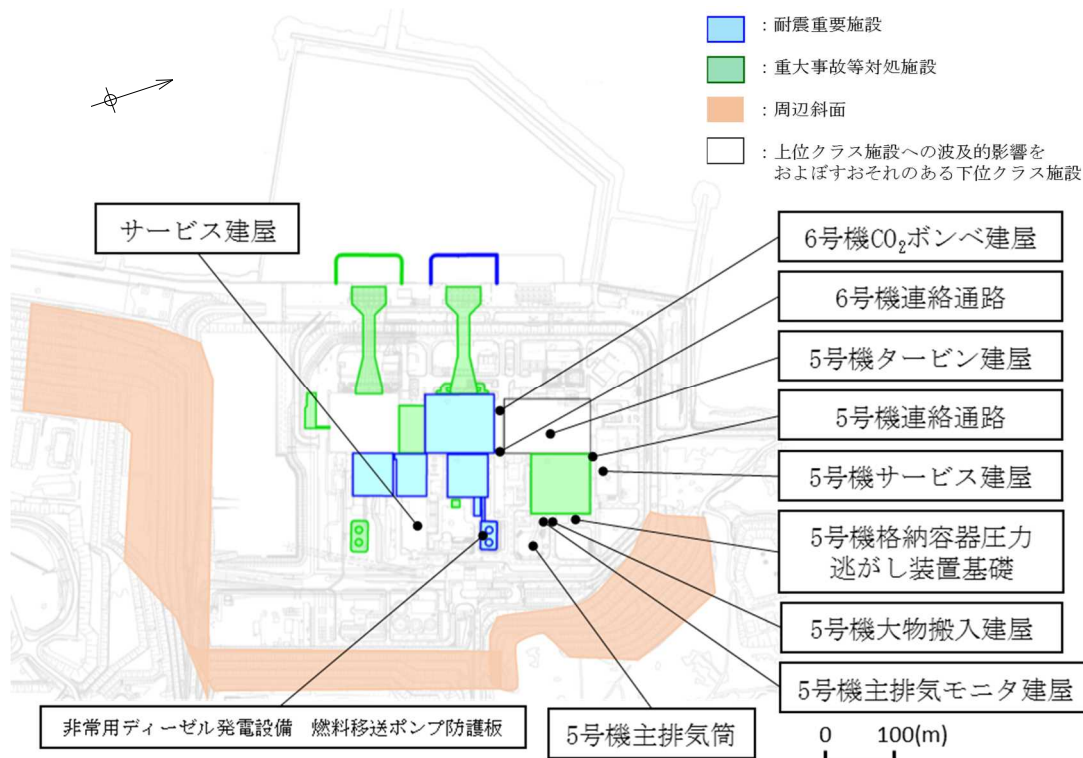 ：耐震重要施設
：重大事故等対処施設
：周辺斜面
：上位クラス施設への波及的影響を
およぼすおそれのある下位クラス施設
サービス建屋
6号機CO₂ボンベ建屋
6号機連絡通路
5号機タービン建屋
5号機連絡通路
5号機サービス建屋
5号機格納容器圧力
逃がし装置基礎
5号機大物搬入建屋
5号機主排気モニタ建屋
非常用ディーゼル発電設備　燃料移送ポンプ防護板
5号機主排気筒
0 100(m)